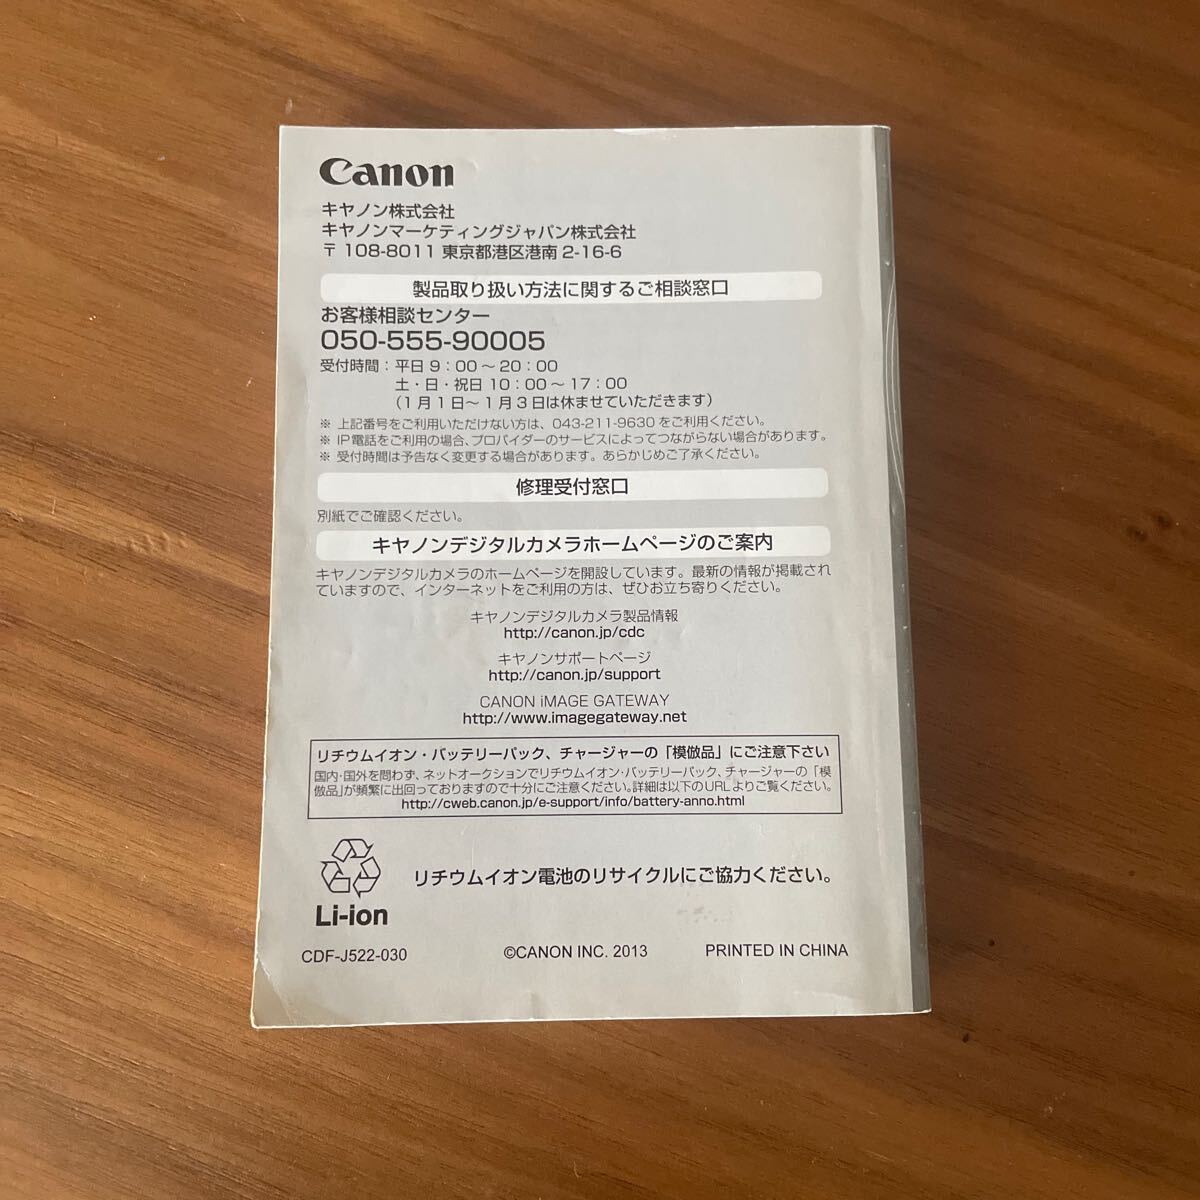 Canon
キヤノン株式会社
キヤノンマーケティングジャパン株式会社
〒108-8011 東京都港区港南 2-16-6
製品取り扱い方法に関するご相談窓口
お客様相談センター
050-555-90005
受付時間：平日 9：00 ～ 20：00
土・日・祝日 10：00 ～ 17：00
（1月1日～1月3日は休ませていただきます）
※ 上記番号をご利用いただけない方は、043-211-9630 をご利用ください。
※ IP電話をご利用の場合、プロバイダーのサービスによってつながらない場合があります。
※ 受付時間は予告なく変更する場合があります。あらかじめご了承ください。
修理受付窓口
別紙でご確認ください。
キヤノンデジタルカメラホームページのご案内
キヤノンデジタルカメラのホームページを開設しています。最新の情報が掲載され
ていますので、インターネットをご利用の方は、ぜひお立ち寄りください。
キヤノンデジタルカメラ製品情報
http://canon.jp/cdc
キヤノンサポートページ
http://canon.jp/support
CANON iMAGE GATEWAY
http://www.imagegateway.net
リチウムイオン・バッテリーパック、チャージャーの「模倣品」にご注意下さい
国内・国外を問わず、ネットオークションでリチウムイオン・バッテリーパック、チャージャーの「模
倣品」が頻繁に出回っておりますので十分にご注意ください。詳細は以下のURLよりご覧ください。
http://cweb.canon.jp/e-support/info/battery-anno.html
リチウムイオン電池のリサイクルにご協力ください。
Li-ion
CDF-J522-030 ©CANON INC. 2013 PRINTED IN CHINA